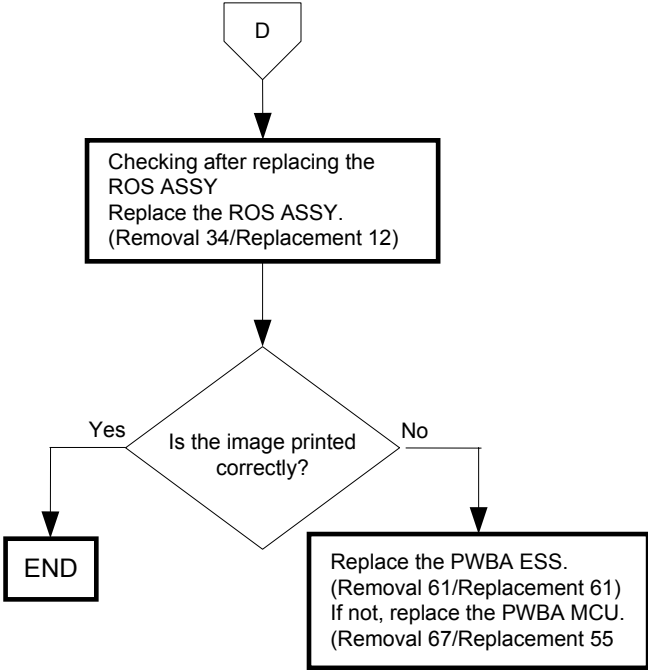 D
Checking after replacing the
ROS ASSY
Replace the ROS ASSY.
(Removal 34/Replacement 12)
Yes
Is the image printed
correctly?
No
END
Replace the PWBA ESS.
(Removal 61/Replacement 61)
If not, replace the PWBA MCU.
(Removal 67/Replacement 55